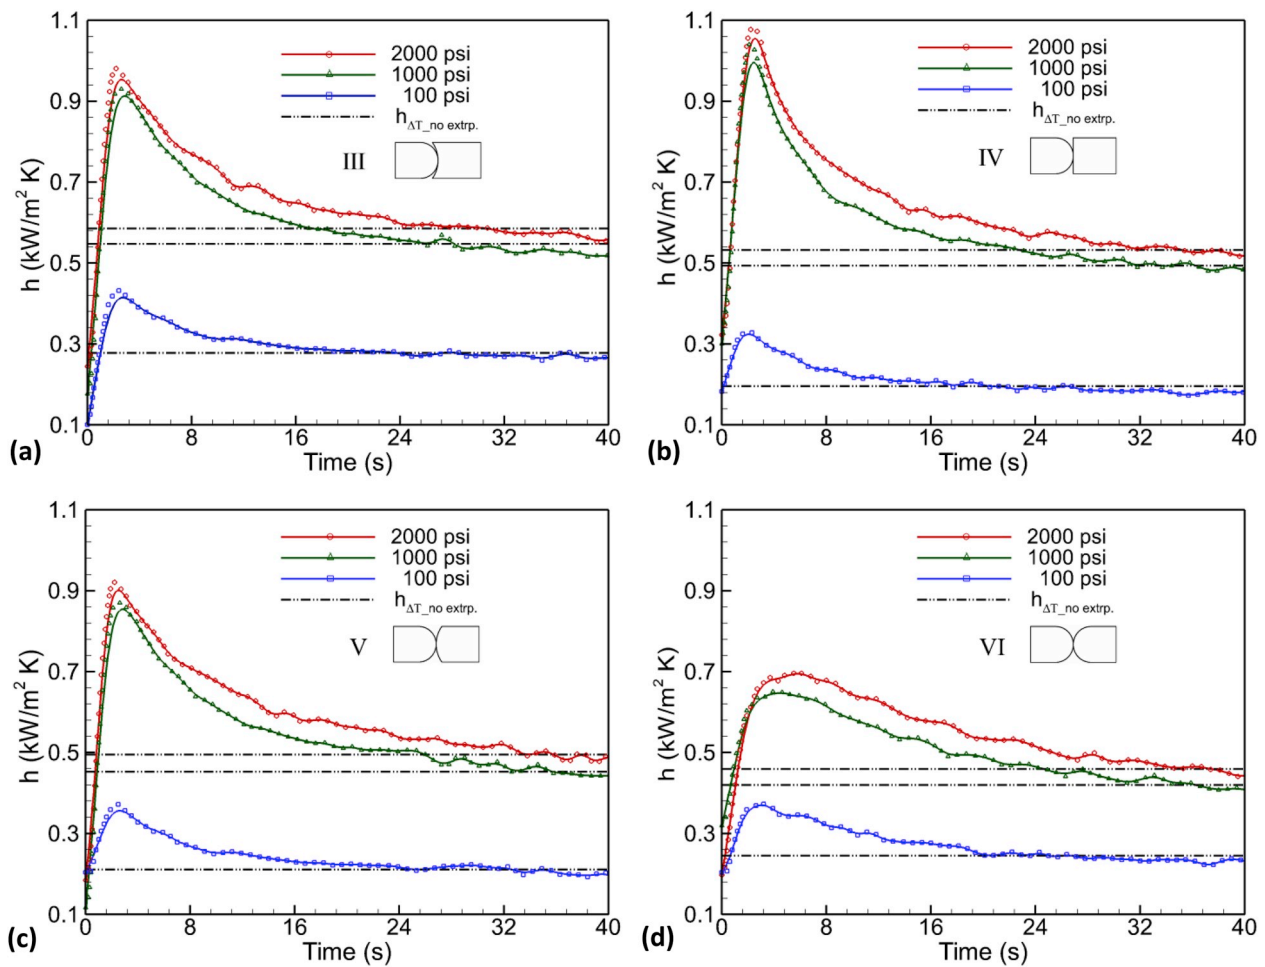 1.1
0.9
0.7
0.5
0.3
0.1
h (kW/m² K)
2000 psi
1000 psi
100 psi
hΔT_no extrp.
III
0 8 16 24 32 40
Time (s)
(a)
1.1
0.9
0.7
0.5
0.3
0.1
h (kW/m² K)
2000 psi
1000 psi
100 psi
hΔT_no extrp.
IV
0 8 16 24 32 40
Time (s)
(b)
1.1
0.9
0.7
0.5
0.3
0.1
h (kW/m² K)
2000 psi
1000 psi
100 psi
hΔT_no extrp.
V
0 8 16 24 32 40
Time (s)
(c)
1.1
0.9
0.7
0.5
0.3
0.1
h (kW/m² K)
2000 psi
1000 psi
100 psi
hΔT_no extrp.
VI
0 8 16 24 32 40
Time (s)
(d)